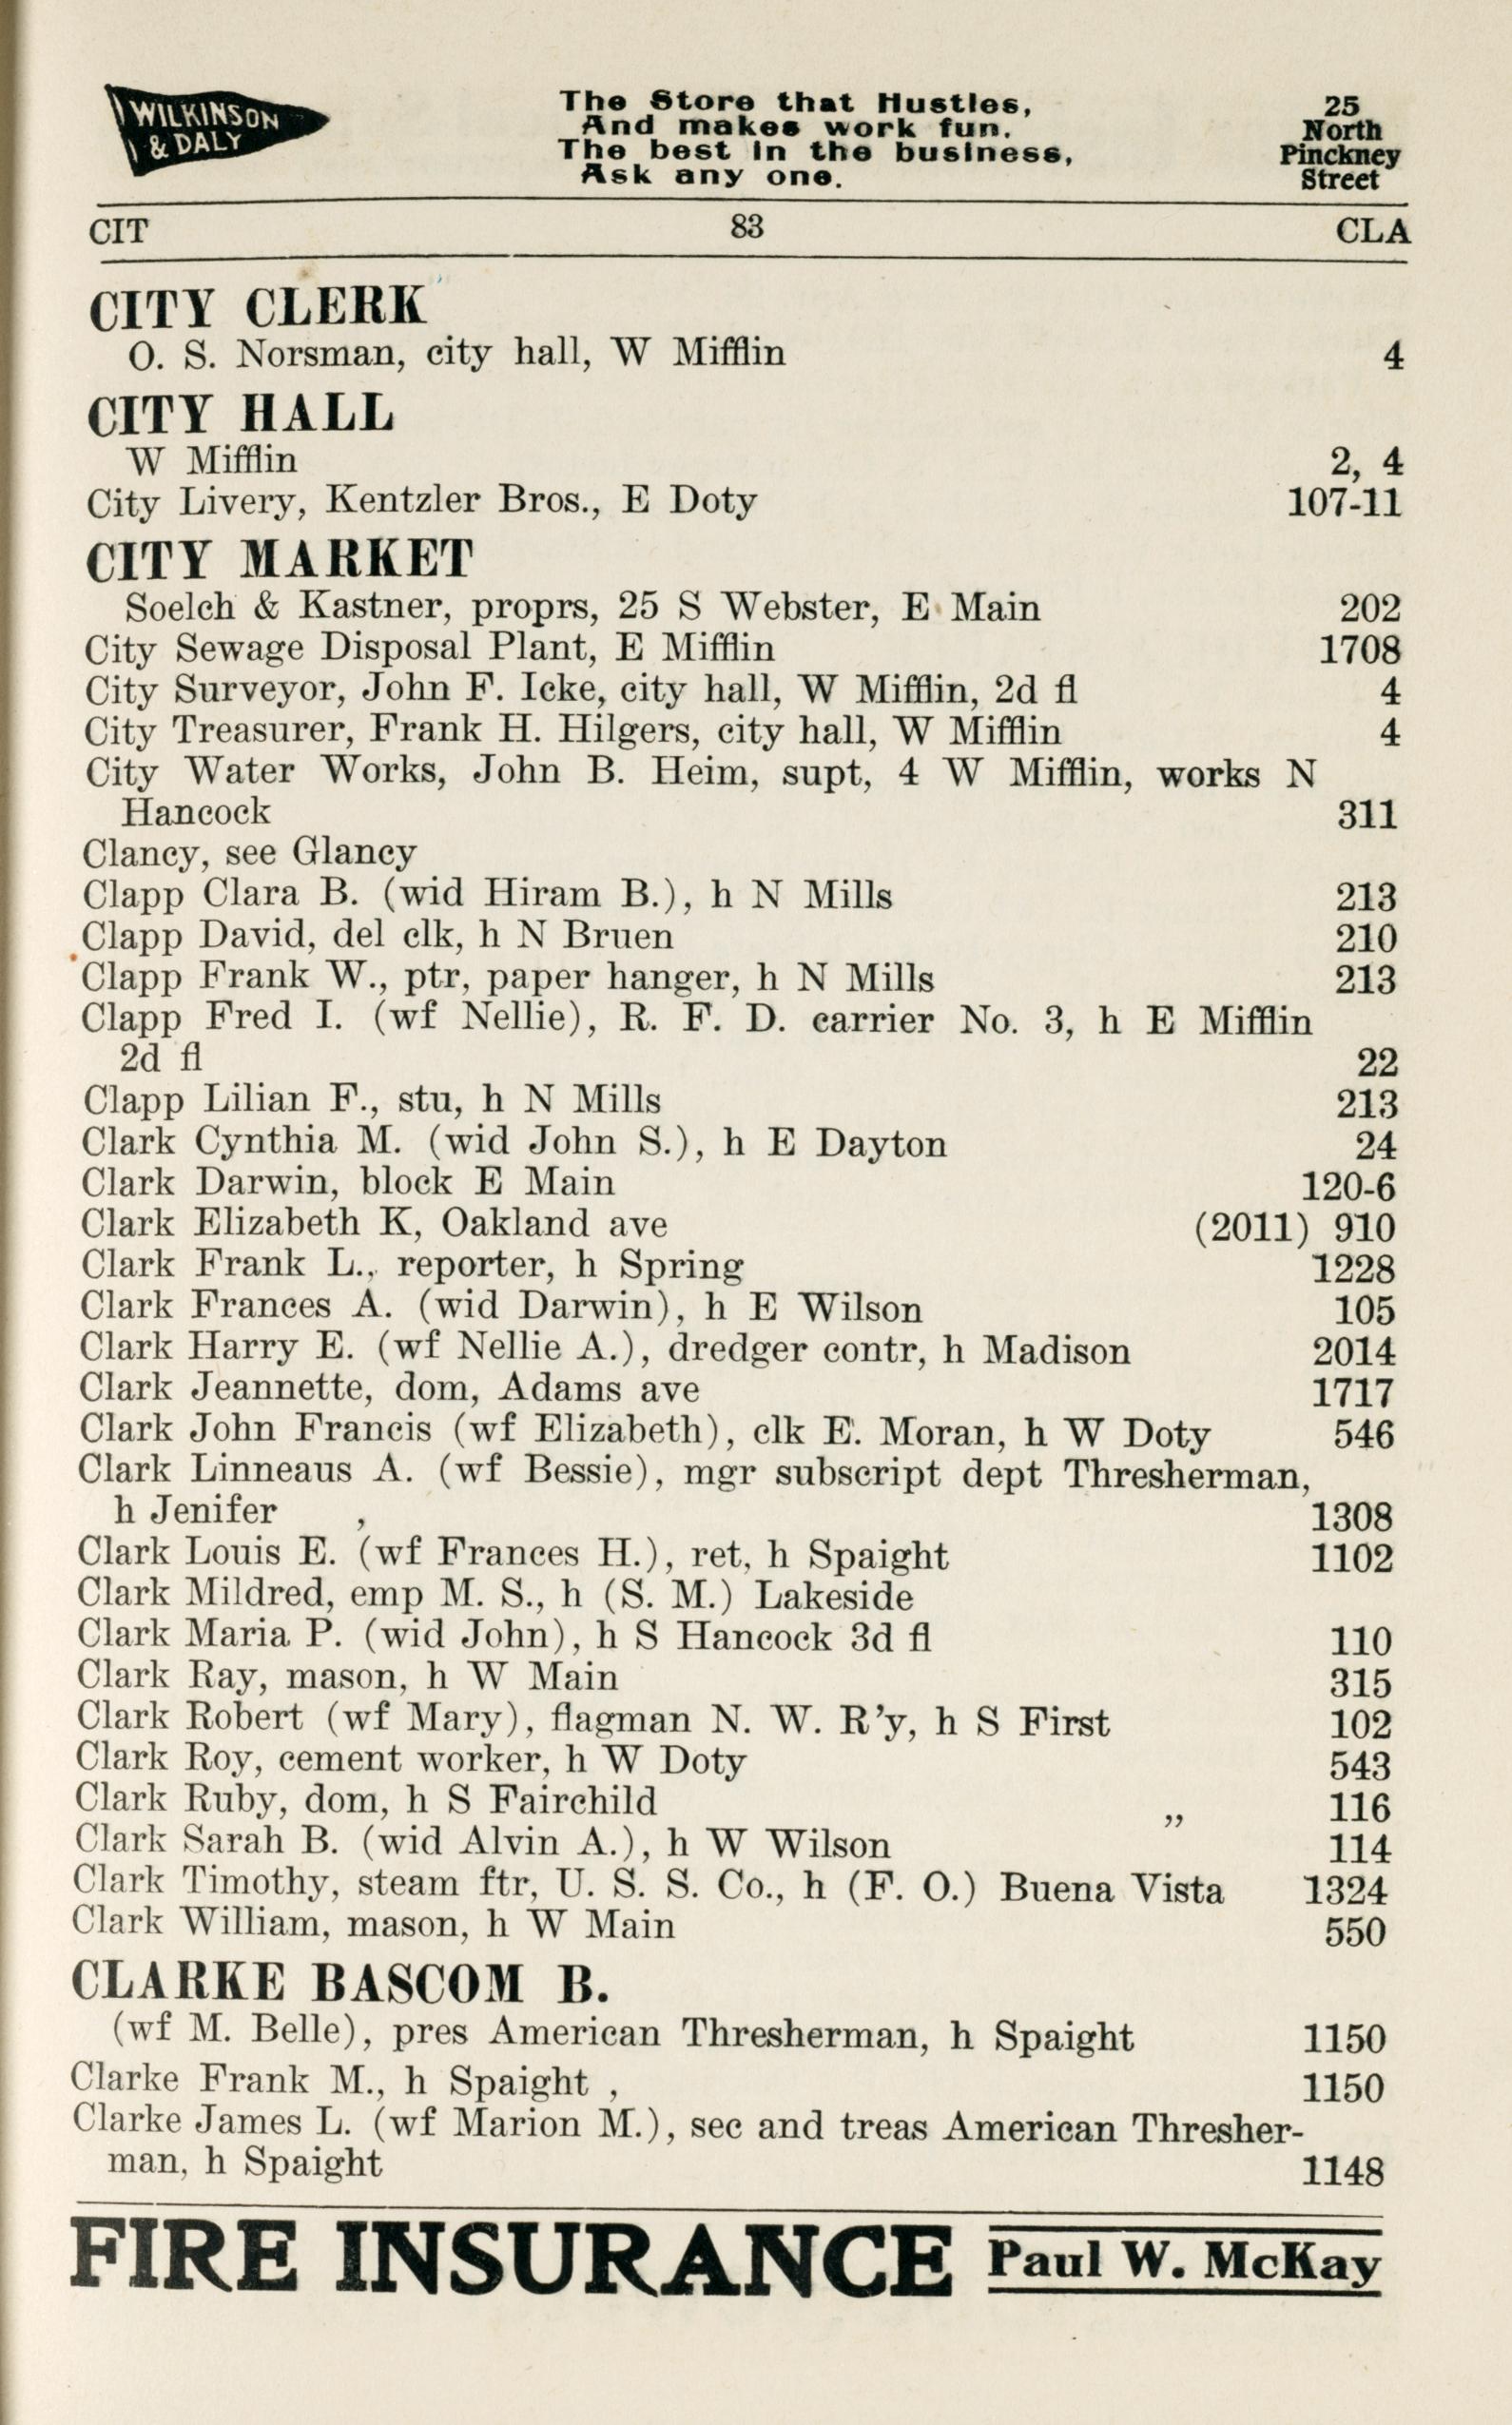 WILKINSON
& DALY
The Store that Hustles,
And makes work fun.
The best in the business,
Ask any one.
25
North
Pinckney
Street
CIT 83 CLA
CITY CLERK
O. S. Norsman, city hall, W Mifflin 4
CITY HALL
W Mifflin 2, 4
City Livery, Kentzler Bros., E Doty 107-11
CITY MARKET
Soelch & Kastner, proprs, 25 S Webster, E Main 202
City Sewage Disposal Plant, E Mifflin 1708
City Surveyor, John F. Icke, city hall, W Mifflin, 2d fl 4
City Treasurer, Frank H. Hilgers, city hall, W Mifflin 4
City Water Works, John B. Heim, supt, 4 W Mifflin, works N
Hancock 311
Clancy, see Glancy
Clapp Clara B. (wid Hiram B.), h N Mills 213
Clapp David, del clk, h N Bruen 210
Clapp Frank W., ptr, paper hanger, h N Mills 213
Clapp Fred I. (wf Nellie), R. F. D. carrier No. 3, h E Mifflin
2d fl 22
Clapp Lilian F., stu, h N Mills 213
Clark Cynthia M. (wid John S.), h E Dayton 24
Clark Darwin, block E Main 120-6
Clark Elizabeth K, Oakland ave (2011) 910
Clark Frank L., reporter, h Spring 1228
Clark Frances A. (wid Darwin), h E Wilson 105
Clark Harry E. (wf Nellie A.), dredger contr, h Madison 2014
Clark Jeannette, dom, Adams ave 1717
Clark John Francis (wf Elizabeth), clk E. Moran, h W Doty 546
Clark Linneaus A. (wf Bessie), mgr subscript dept Thresherman,
h Jenifer , 1308
Clark Louis E. (wf Frances H.), ret, h Spaight 1102
Clark Mildred, emp M. S., h (S. M.) Lakeside
Clark Maria P. (wid John), h S Hancock 3d fl 110
Clark Ray, mason, h W Main 315
Clark Robert (wf Mary), flagman N. W. R'y, h S First 102
Clark Roy, cement worker, h W Doty 543
Clark Ruby, dom, h S Fairchild „ 116
Clark Sarah B. (wid Alvin A.), h W Wilson 114
Clark Timothy, steam ftr, U. S. S. Co., h (F. O.) Buena Vista 1324
Clark William, mason, h W Main 550
CLARKE BASCOM B.
(wf M. Belle), pres American Thresherman, h Spaight 1150
Clarke Frank M., h Spaight , 1150
Clarke James L. (wf Marion M.), sec and treas American Thresher-
man, h Spaight 1148
FIRE INSURANCE Paul W. McKay